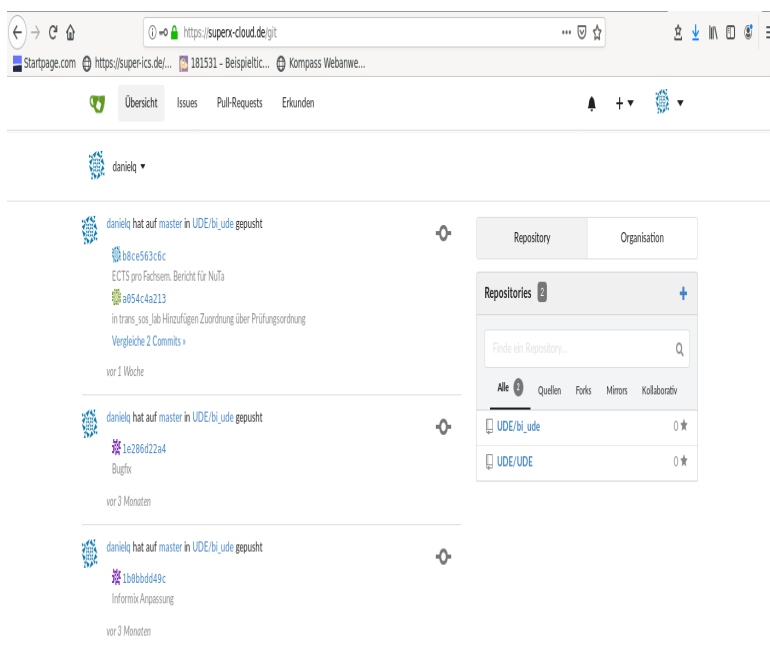 https://superx-cloud.de/git
Startpage.com https://super-ics.de/... 181531 - Beispieltic... Kompass Webanwe...
Übersicht Issues Pull-Requests Erkunden
danielq
danielq hat auf master in UDE/bi_ude gepusht
b8ce563c6c
ECTS pro Fachsem. Bericht für NuTa
a054c4a213
in trans_sos_lab Hinzufügen Zuordnung über Prüfungsordnung
Vergleiche 2 Commits »
vor 1 Woche
danielq hat auf master in UDE/bi_ude gepusht
1e286d22a4
Bugfix
vor 3 Monaten
danielq hat auf master in UDE/bi_ude gepusht
1b0bbdd49c
Informix Anpassung
vor 3 Monaten
Repository Organisation
Repositories 2
Finde ein Repository...
Alle 2 Quellen Forks Mirrors Kollaborativ
UDE/bi_ude 0
UDE/UDE 0